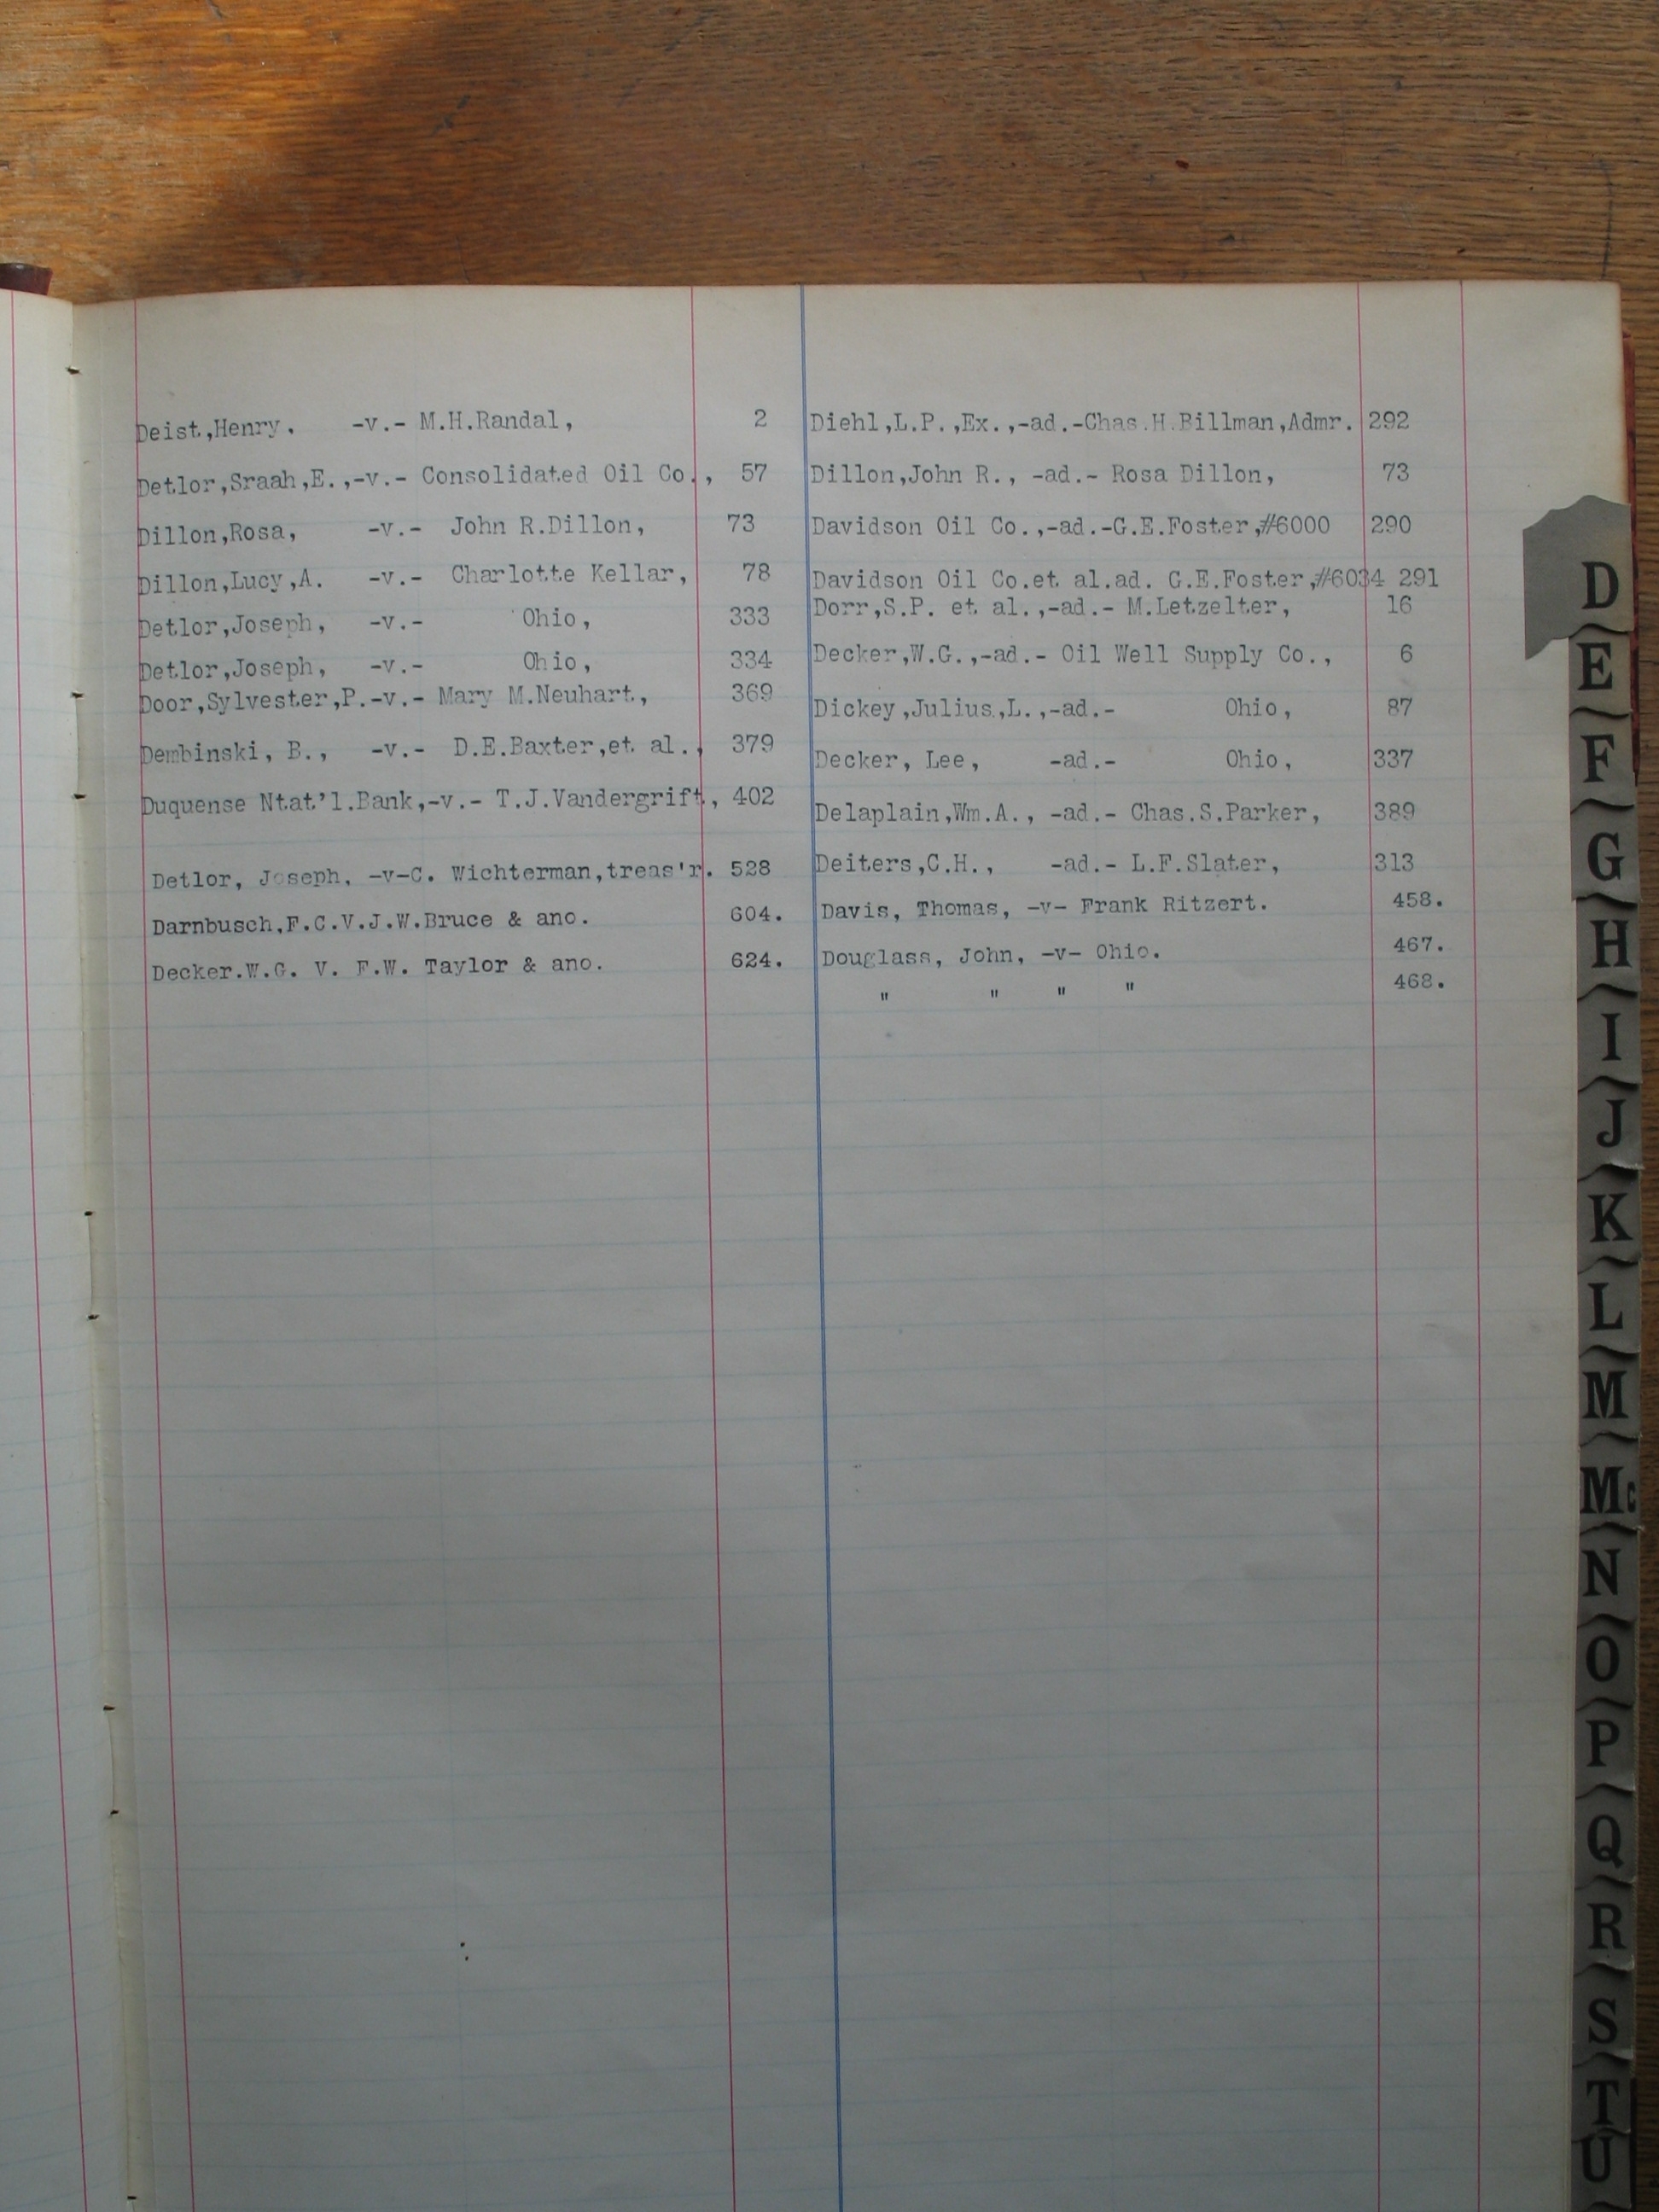 Deist,Henry. -v.- M.H.Randal, 2
Detlor,Sraah,E.,-v.- Consolidated Oil Co., 57
Dillon,Rosa, -v.- John R.Dillon, 73
Dillon,Lucy,A. -v.- Charlotte Kellar, 78
Detlor,Joseph, -v.- Ohio, 333
Detlor,Joseph, -v.- Ohio, 334
Door,Sylvester,P.-v.- Mary M.Neuhart, 369
Dembinski, B., -v.- D.E.Baxter,et al., 379
Duquense Ntat'l.Bank,-v.- T.J.Vandergrift, 402
Detlor, Joseph, -v-C. Wichterman,treas'r. 528
Darnbusch,F.C.V.J.W.Bruce & ano. 604.
Decker.W.G. V. F.W. Taylor & ano. 624.
Diehl,L.P.,Ex.,-ad.-Chas.H.Billman,Admr. 292
Dillon,John R., -ad.- Rosa Dillon, 73
Davidson Oil Co.,-ad.-G.E.Foster,#6000 290
Davidson Oil Co.et al.ad. G.E.Foster,#6034 291
Dorr,S.P. et al.,-ad.- M.Letzelter, 16
Decker,W.G.,-ad.- Oil Well Supply Co., 6
Dickey,Julius,L.,-ad.- Ohio, 87
Decker, Lee, -ad.- Ohio, 337
Delaplain,Wm.A., -ad.- Chas.S.Parker, 389
Deiters,C.H., -ad.- L.F.Slater, 313
Davis, Thomas, -v- Frank Ritzert. 458.
Douglass, John, -v- Ohio. 467.
" " " " 468.
D
E
F
G
H
I
J
K
L
M
Mc
N
O
P
Q
R
S
T
U